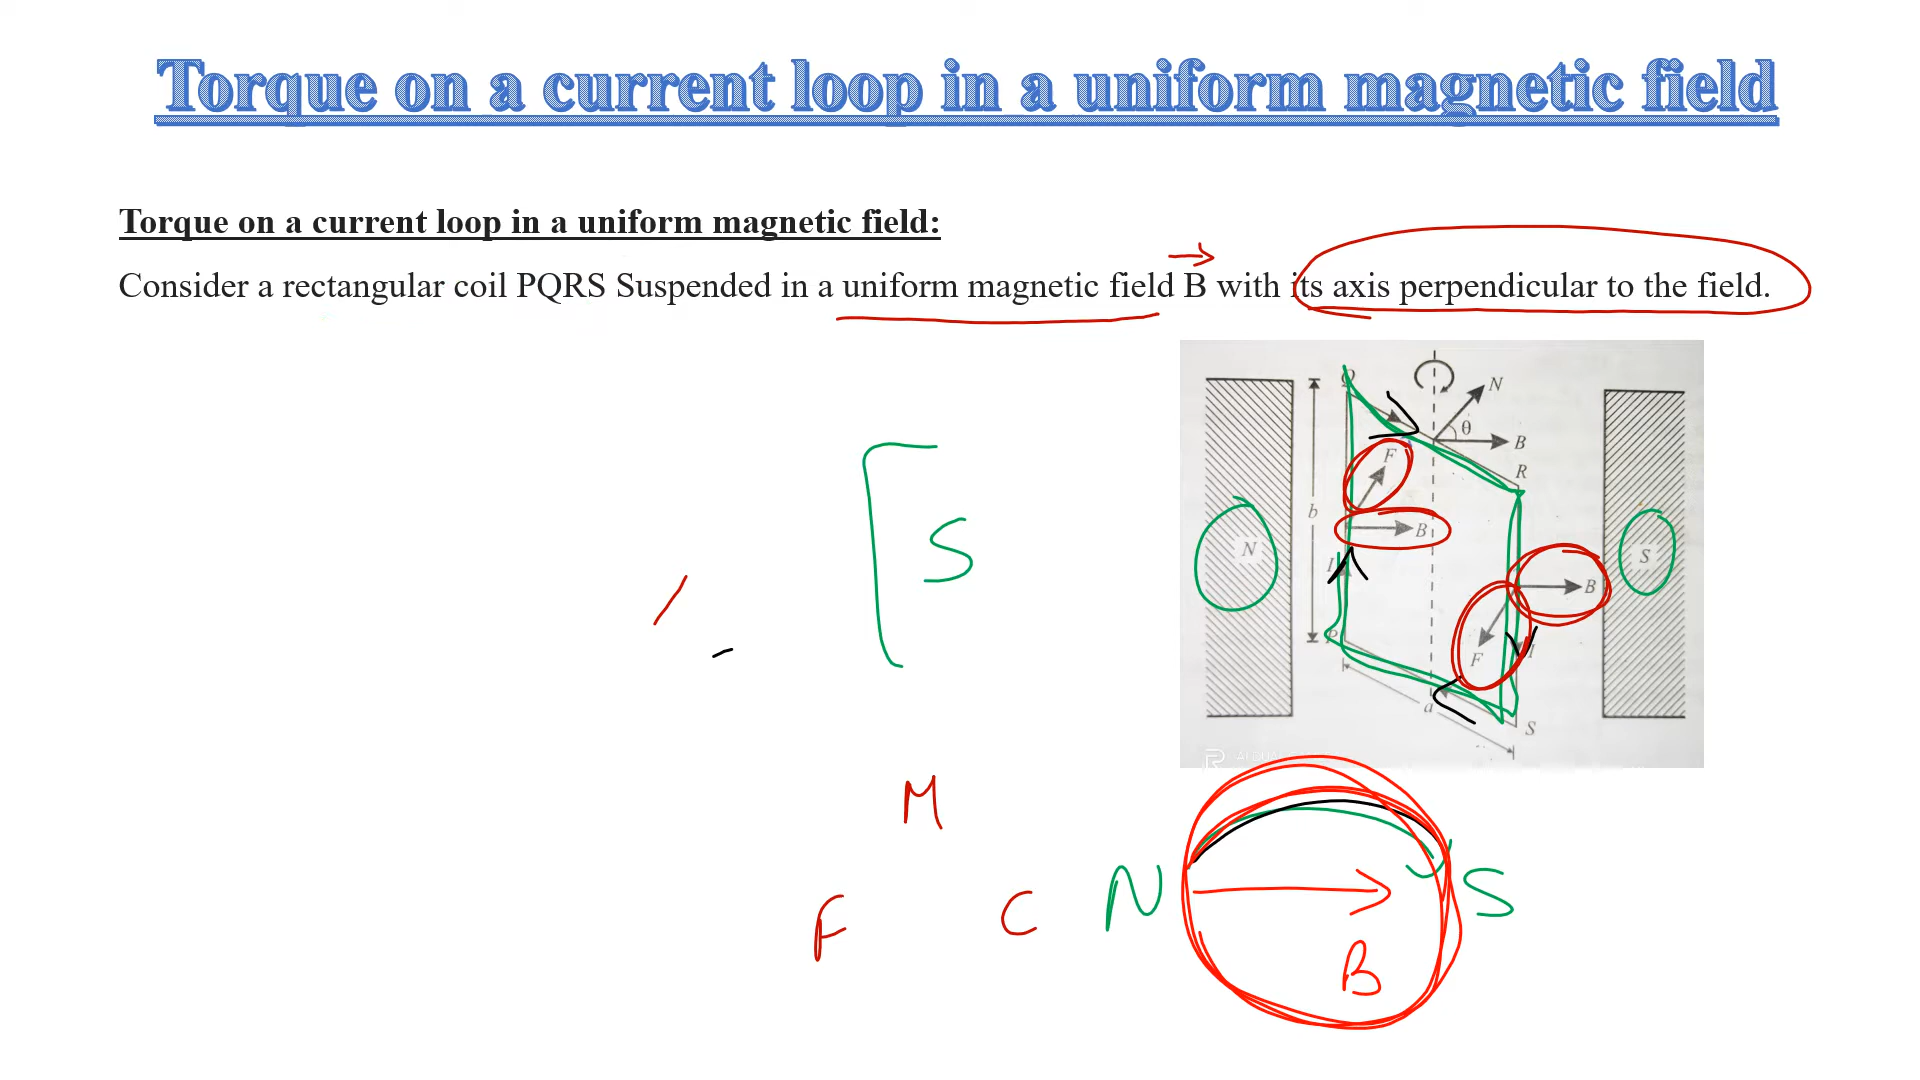 Torque on a current loop in a uniform magnetic field
Torque on a current loop in a uniform magnetic field:
Consider a rectangular coil PQRS Suspended in a uniform magnetic field B with its axis perpendicular to the field.
Q
N
θ
B
F
R
b
B
N
S
I
B
P
F
I
a
S
S
M
F
C
N
S
B